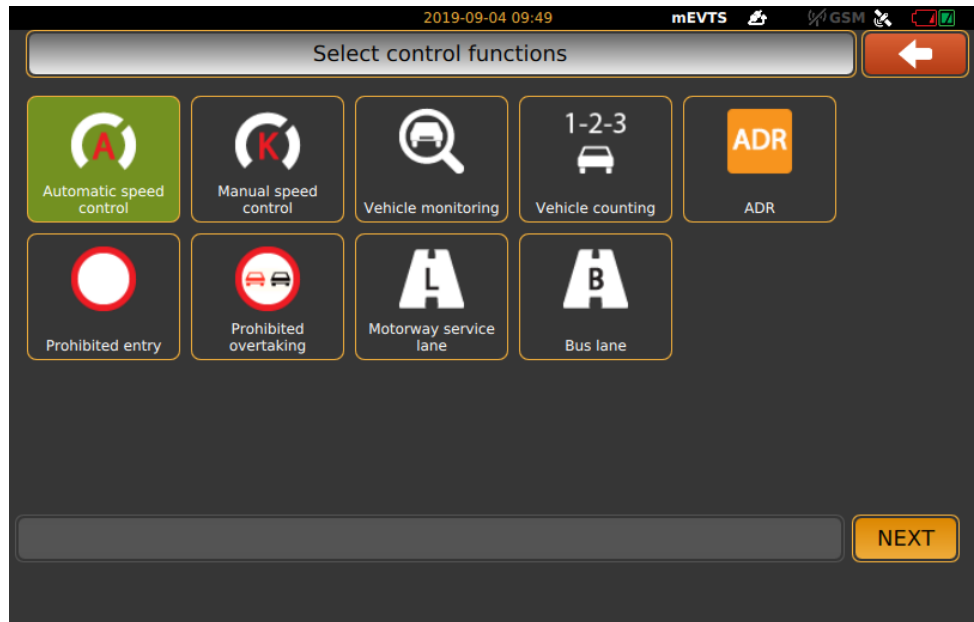 2019-09-04 09:49 mEVTS GSM
Select control functions
A
Automatic speed
control
K
Manual speed
control
Vehicle monitoring
1-2-3
Vehicle counting
ADR
ADR
Prohibited entry
Prohibited
overtaking
L
Motorway service
lane
B
Bus lane
NEXT